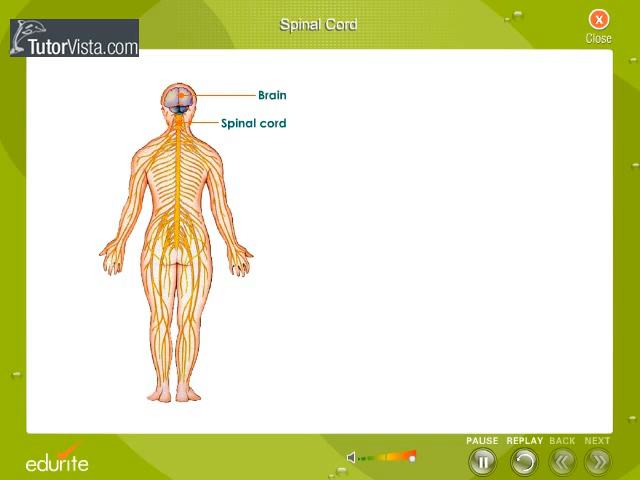 Spinal Cord
TutorVista.com
Close
Brain
Spinal cord
PAUSE REPLAY BACK NEXT
edurite